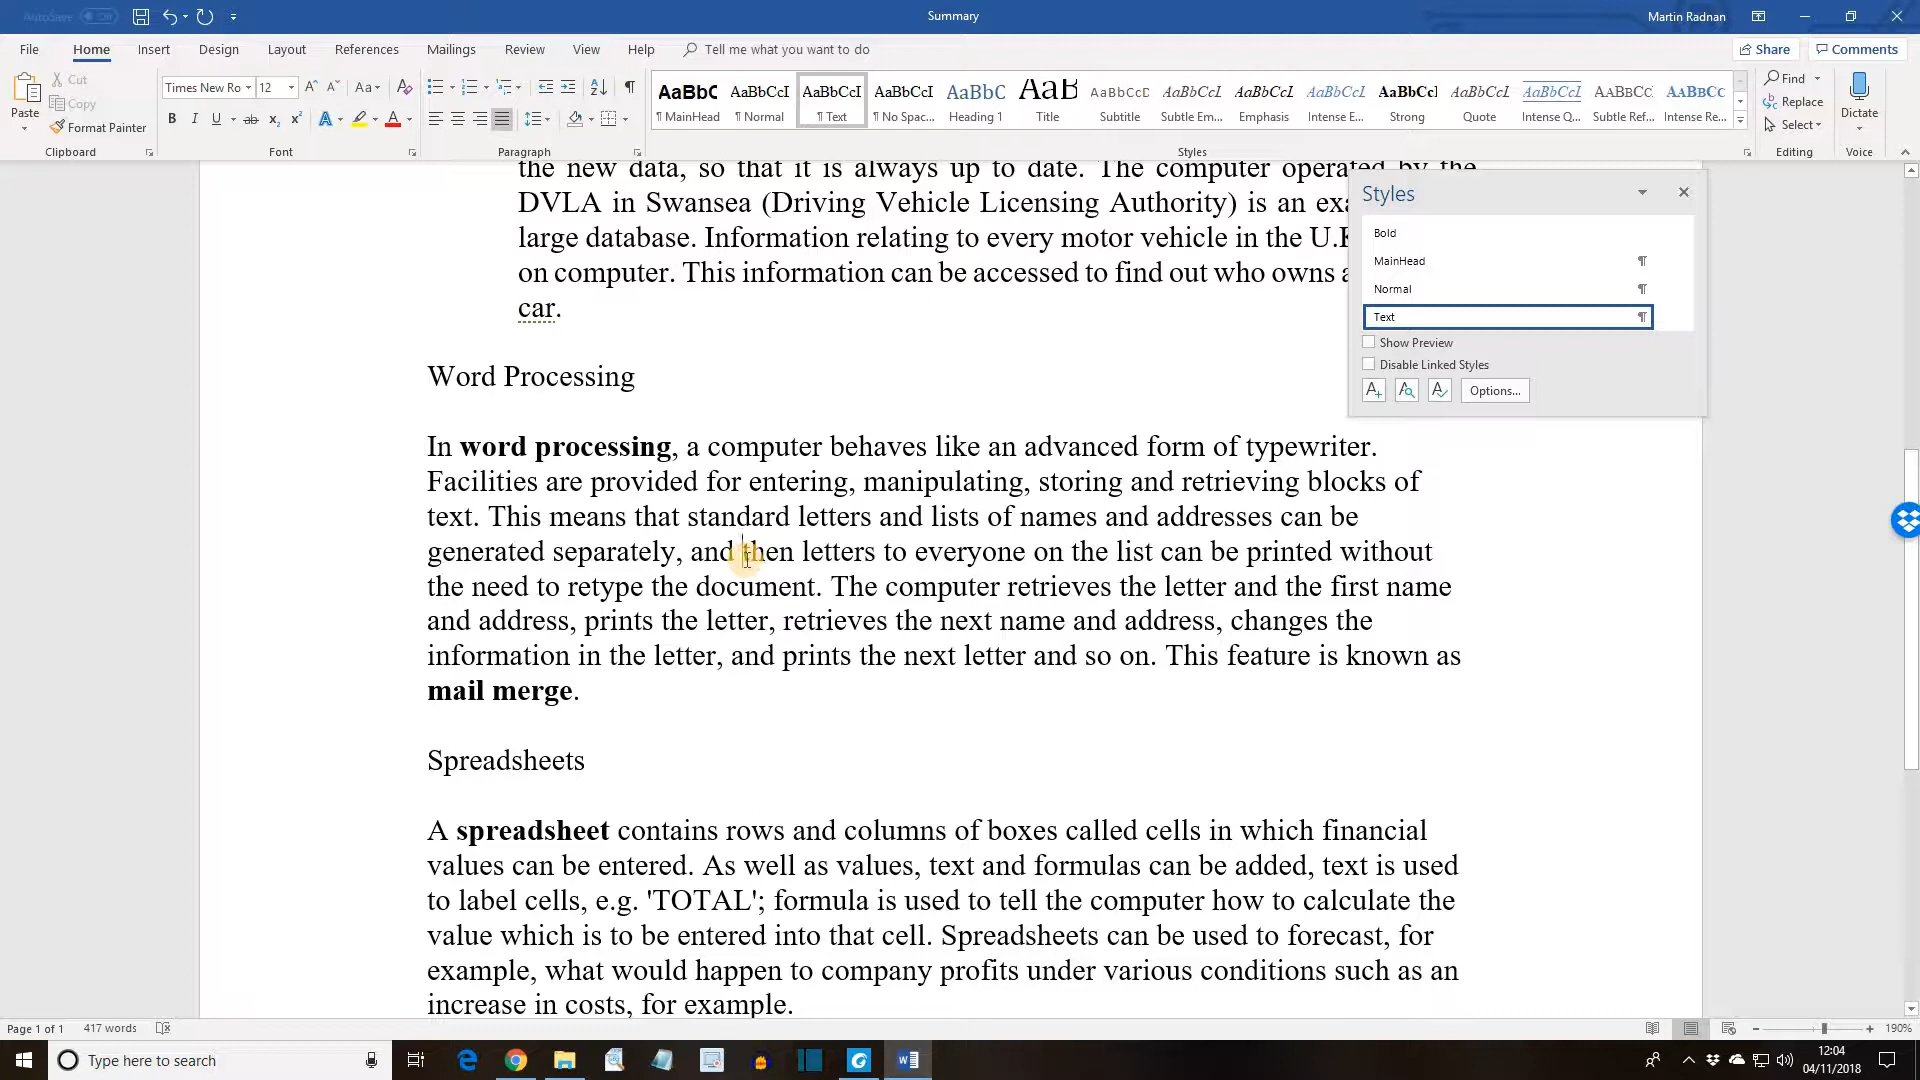 AutoSave Off
Summary
Martin Radnan
File Home Insert Design Layout References Mailings Review View Help Tell me what you want to do
Share Comments
Paste
Cut
Copy
Format Painter
Clipboard
Times New Ro 12
Font
Paragraph
AaBbC AaBbCcI AaBbCcI AaBbCcI AaBbC AaB AaBbCcD AaBbCcI AaBbCcI AaBbCcI AaBbCcI AaBbCcI AaBbCcI AaBbCc AaBbCc
¶ MainHead ¶ Normal ¶ Text ¶ No Spac... Heading 1 Title Subtitle Subtle Em... Emphasis Intense E... Strong Quote Intense Q... Subtle Ref... Intense Re...
Styles
Find
Replace
Select
Editing
Dictate
Voice
the new data, so that it is always up to date. The computer operated by the
DVLA in Swansea (Driving Vehicle Licensing Authority) is an exa
large database. Information relating to every motor vehicle in the U.K
on computer. This information can be accessed to find out who owns a
car.
Styles
Bold
MainHead ¶
Normal ¶
Text ¶
Show Preview
Disable Linked Styles
Options...
Word Processing
In word processing, a computer behaves like an advanced form of typewriter.
Facilities are provided for entering, manipulating, storing and retrieving blocks of
text. This means that standard letters and lists of names and addresses can be
generated separately, and then letters to everyone on the list can be printed without
the need to retype the document. The computer retrieves the letter and the first name
and address, prints the letter, retrieves the next name and address, changes the
information in the letter, and prints the next letter and so on. This feature is known as
mail merge.
Spreadsheets
A spreadsheet contains rows and columns of boxes called cells in which financial
values can be entered. As well as values, text and formulas can be added, text is used
to label cells, e.g. 'TOTAL'; formula is used to tell the computer how to calculate the
value which is to be entered into that cell. Spreadsheets can be used to forecast, for
example, what would happen to company profits under various conditions such as an
increase in costs, for example.
Page 1 of 1 417 words
190%
Type here to search
12:04
04/11/2018